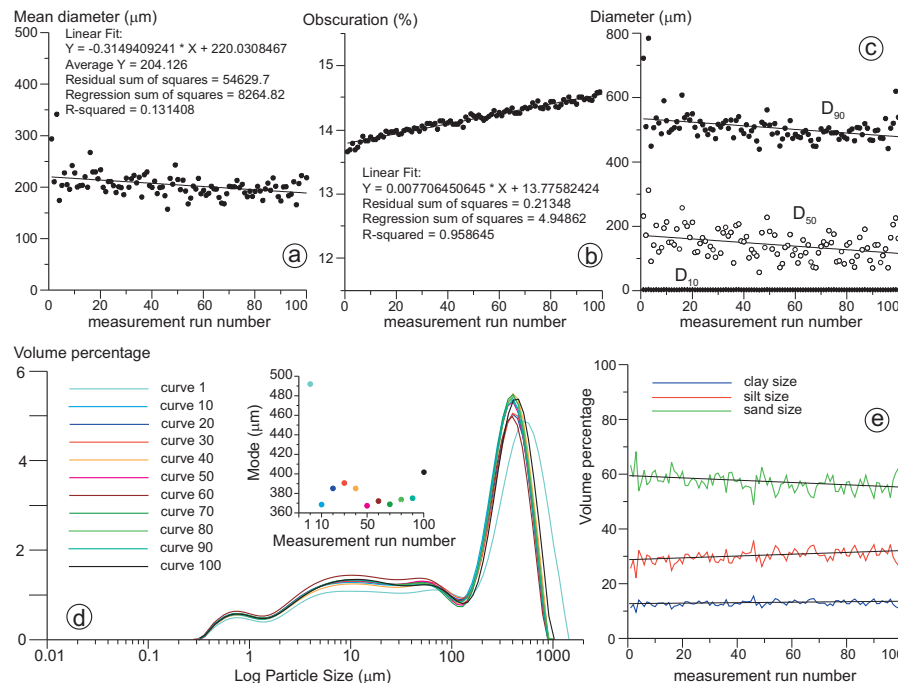 Mean diameter (µm)
500
400
300
200
100
0
Linear Fit:
Y = -0.3149409241 * X + 220.0308467
Average Y = 204.126
Residual sum of squares = 54629.7
Regression sum of squares = 8264.82
R-squared = 0.131408
a
0 20 40 60 80 100
measurement run number
Obscuration (%)
15
14
13
12
Linear Fit:
Y = 0.007706450645 * X + 13.77582424
Residual sum of squares = 0.21348
Regression sum of squares = 4.94862
R-squared = 0.958645
b
0 20 40 60 80 100
measurement run number
Diameter (µm)
800
600
400
200
0
c
D90
D50
D10
0 20 40 60 80 100
measurement run number
Volume percentage
6
4
2
0
curve 1
curve 10
curve 20
curve 30
curve 40
curve 50
curve 60
curve 70
curve 80
curve 90
curve 100
d
0.01 0.1 1 10 100 1000
Log Particle Size (µm)
Mode (µm)
500
480
460
440
420
400
380
360
1 10 50 100
Measurement run number
Volume percentage
100
80
60
40
20
0
clay size
silt size
sand size
e
0 20 40 60 80 100
measurement run number